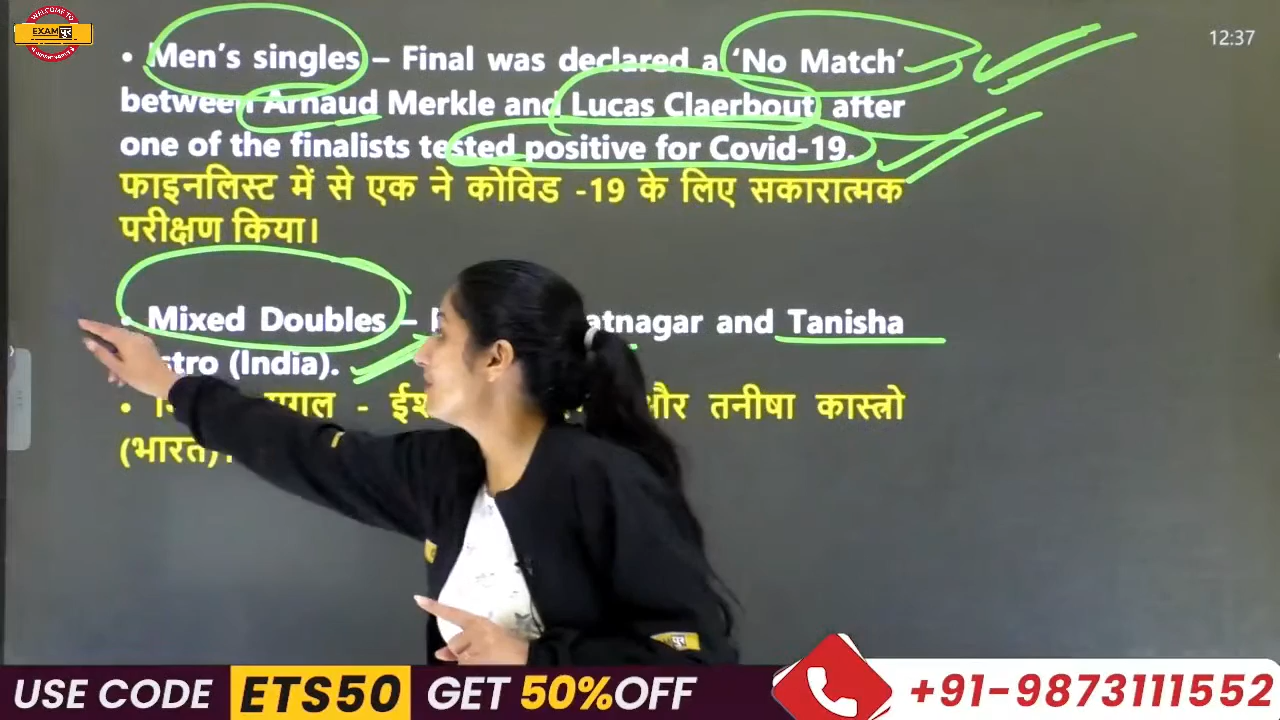 WELCOME TO
EXAM पुर
12:37
• Men's singles – Final was declared a 'No Match'
between Arnaud Merkle and Lucas Claerbout after
one of the finalists tested positive for Covid-19.
फाइनलिस्ट में से एक ने कोविड -19 के लिए सकारात्मक
परीक्षण किया।
• Mixed Doubles – and Tanisha
(India).
• और तनीषा कास्त्रो
(भारत)।
USE CODE ETS50 GET 50%OFF
+91-9873111552